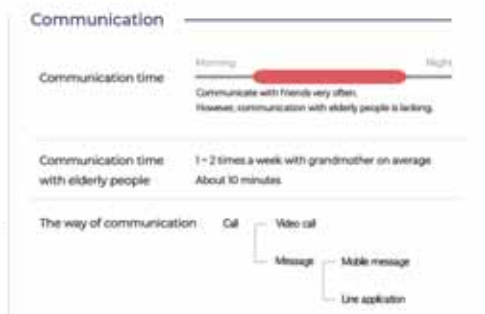 Communication
Morning Night
Communication time
Communicate with friends very often.
However, communication with elderly people is lacking.
Communication time
with elderly people
1~2 times a week with grandmother on average
About 10 minutes
The way of communication
Call
Video call
Message
Mobile message
Line application